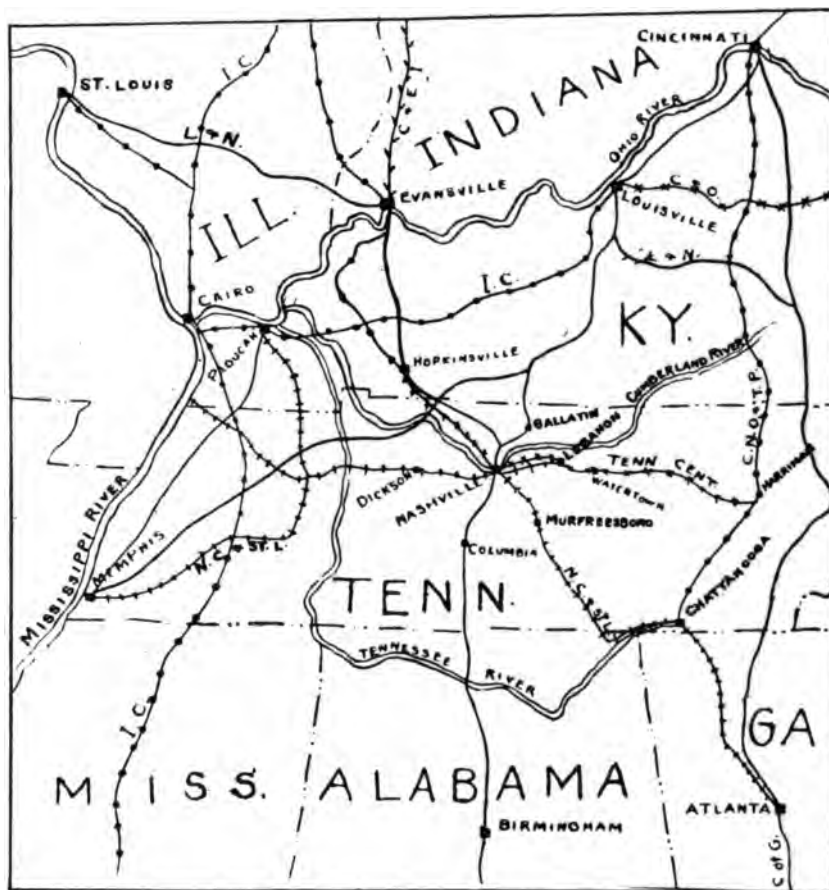 CINCINNATI
I.C.
C & E I.
INDIANA
ST. LOUIS
L & N.
OHIO RIVER
C & O.
EVANSVILLE
LOUISVILLE
ILL.
L & N.
I.C.
CAIRO
KY.
PADUCAH
HOPKINSVILLE
CUMBERLAND RIVER
C.N.O & T.P.
BALLATIN
LEBANON
TENN CENT.
HARRIMAN
DICKSON
NASHVILLE
WATERTOWN
MISSISSIPPI RIVER
MURFREESBORO
MEMPHIS
N.C. & ST. L.
COLUMBIA
N.C. & ST L.
CHATTANOOGA
TENN.
TENNESSEE RIVER
I.C.
GA
MISS. ALABAMA
ATLANTA
BIRMINGHAM
C of G.